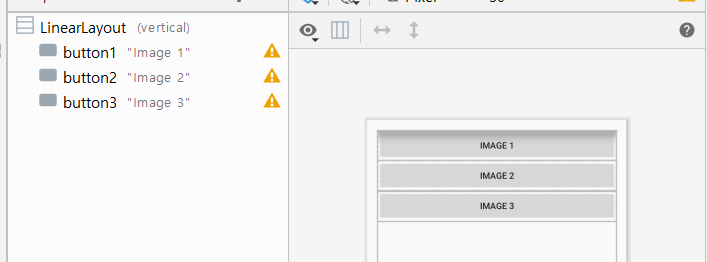 LinearLayout (vertical)
button1 "Image 1"
button2 "Image 2"
button3 "Image 3"
IMAGE 1
IMAGE 2
IMAGE 3